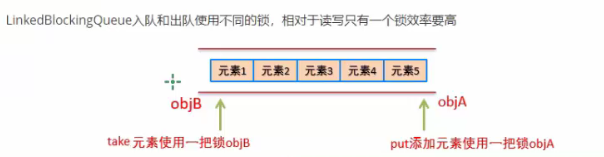 LinkedBlockingQueue入队和出队使用不同的锁，相对于读写只有一个锁效率要高
元素1 元素2 元素3 元素4 元素5
objB objA
take 元素使用一把锁objB put添加元素使用一把锁objA